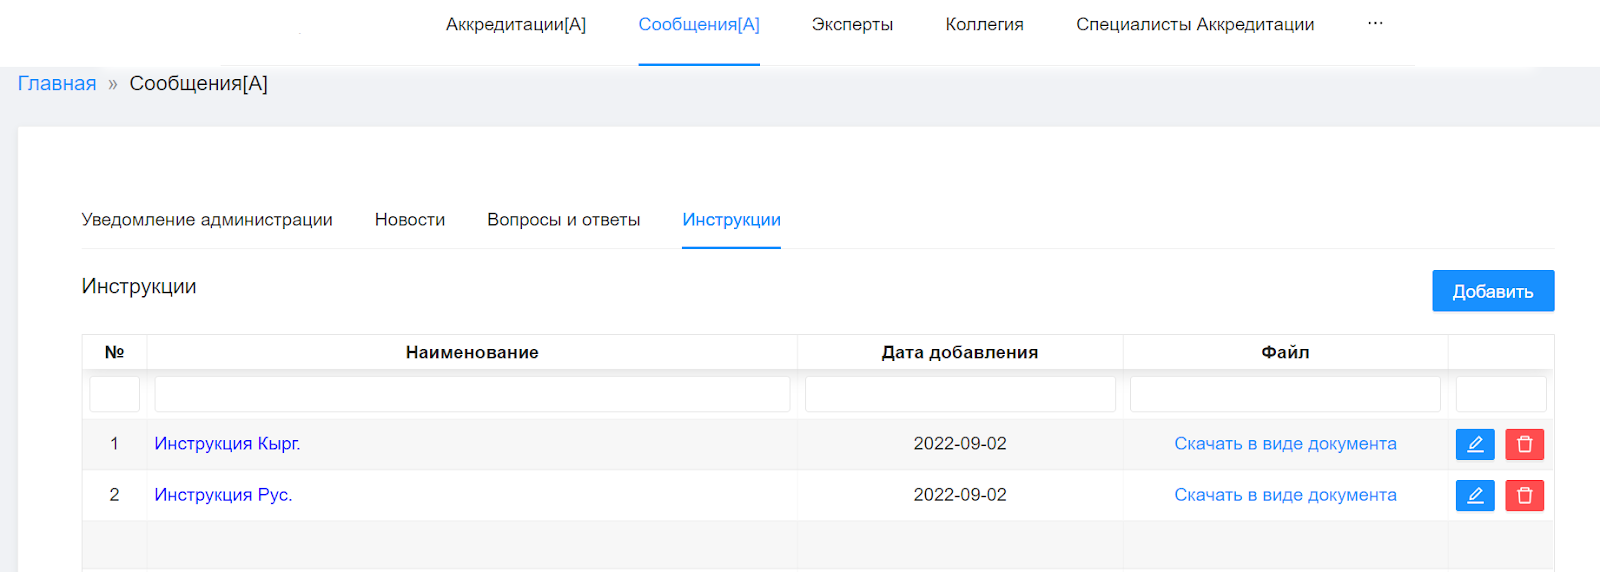 Аккредитации[А] Сообщения[А] Эксперты Коллегия Специалисты Аккредитации ···
Главная » Сообщения[А]
Уведомление администрации Новости Вопросы и ответы Инструкции
Инструкции Добавить
№ Наименование Дата добавления Файл
1 Инструкция Кырг. 2022-09-02 Скачать в виде документа
2 Инструкция Рус. 2022-09-02 Скачать в виде документа